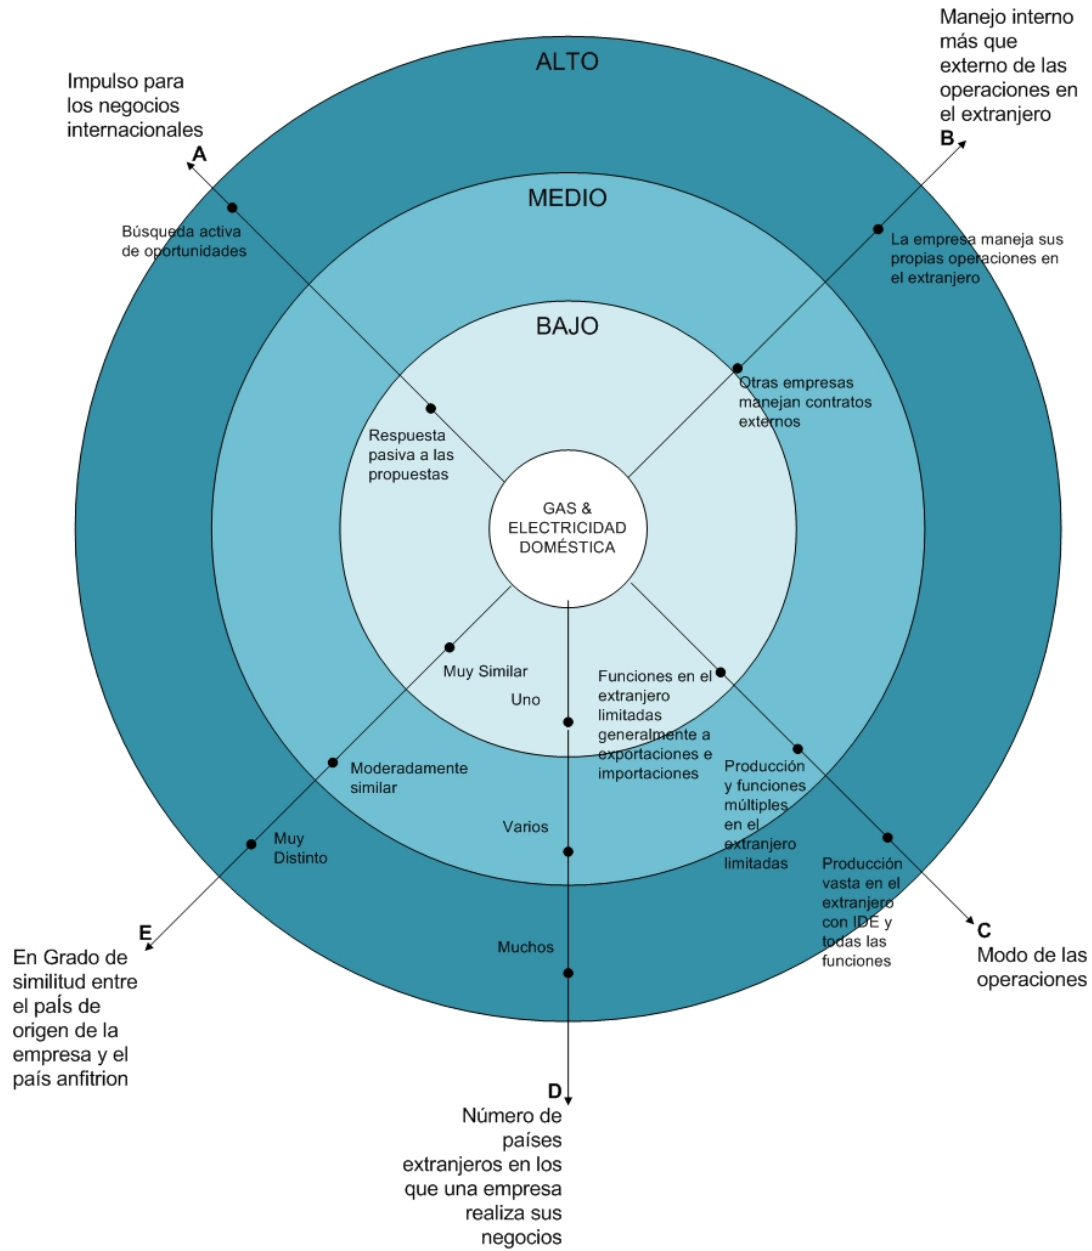 Manejo interno
más que
externo de las
operaciones en
el extranjero
B
Impulso para
los negocios
internacionales
A
ALTO
MEDIO
BAJO
Búsqueda activa
de oportunidades
La empresa maneja sus
propias operaciones en
el extranjero
Otras empresas
manejan contratos
externos
Respuesta
pasiva a las
propuestas
GAS &
ELECTRICIDAD
DOMÉSTICA
Muy Similar
Uno
Funciones en el
extranjero
limitadas
generalmente a
exportaciones e
importaciones
Moderadamente
similar
Producción
y funciones
múltiples
en el
extranjero
limitadas
Varios
Muy
Distinto
Producción
vasta en el
extranjero
con IDE y
todas las
funciones
Muchos
E
En Grado de
similitud entre
el paÍs de
origen de la
empresa y el
país anfitrion
C
Modo de las
operaciones
D
Número de
países
extranjeros en los
que una empresa
realiza sus
negocios